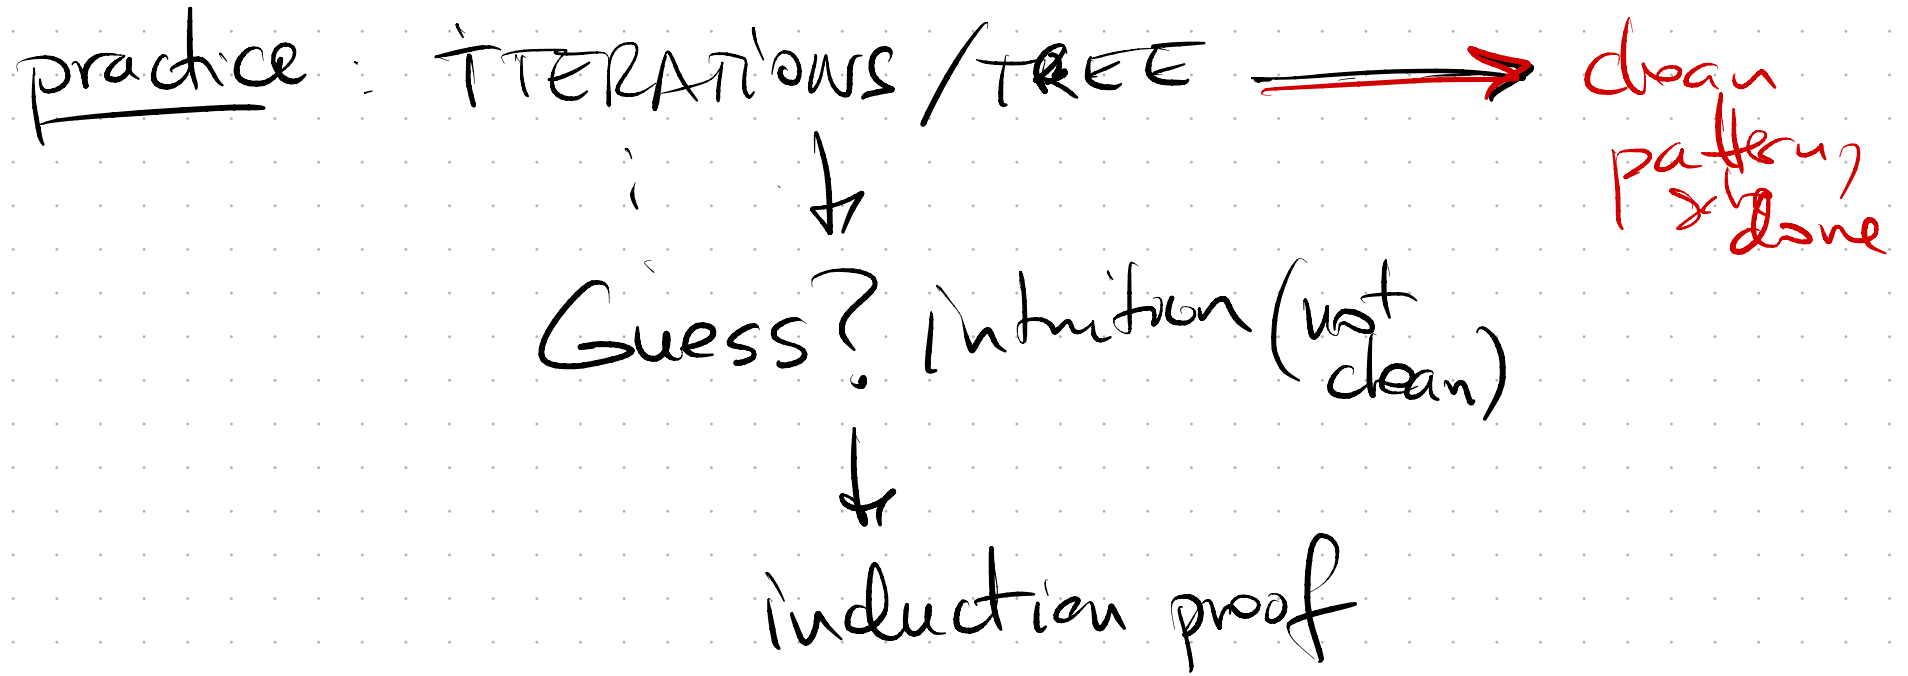 practice : ITERATIONS / TREE → clean
pattern,
done
Guess? intuition (not
clean)
induction proof